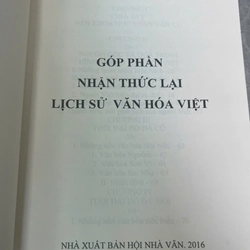 GÓP PHẦN
NHẬN THỨC LẠI
LỊCH SỬ VĂN HÓA VIỆT
NHÀ XUẤT BẢN HỘI NHÀ VĂN. 2016